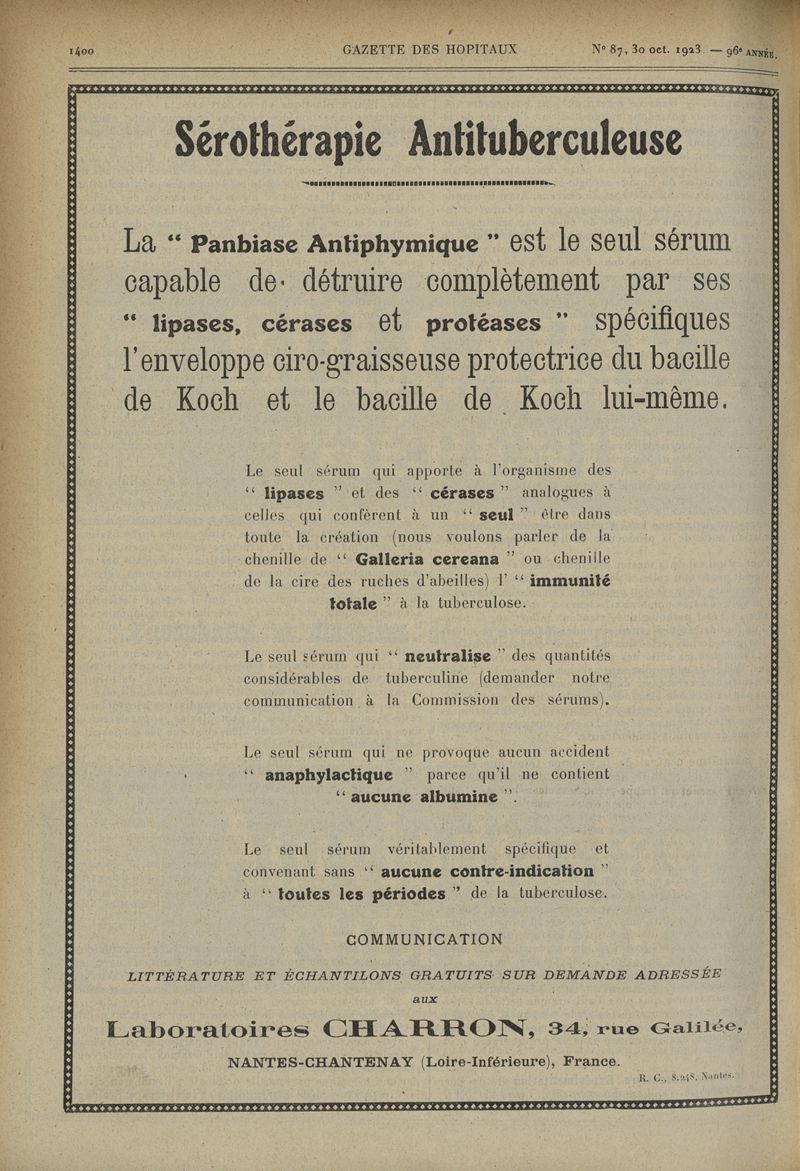 1400 GAZETTE DES HOPITAUX N° 87, 30 oct. 1923. — 96e ANNÉE.
Sérothérapie Antituberculeuse
La “ Panbiase Antiphymique ” est le seul sérum
capable de détruire complètement par ses
“ lipases, cérases et protéases ” spécifiques
l'enveloppe ciro-graisseuse protectrice du bacille
de Koch et le bacille de Koch lui-même.
Le seul sérum qui apporte à l'organisme des
“ lipases ” et des “ cérases ” analogues à
celles qui confèrent à un “ seul ” être dans
toute la création (nous voulons parler de la
chenille de “ Galleria cereana ” ou chenille
de la cire des ruches d'abeilles) l' “ immunité
totale ” à la tuberculose.
Le seul sérum qui “ neutralise ” des quantités
considérables de tuberculine (demander notre
communication à la Commission des sérums).
Le seul sérum qui ne provoque aucun accident
“ anaphylactique ” parce qu'il ne contient
“ aucune albumine ”.
Le seul sérum véritablement spécifique et
convenant sans “ aucune contre-indication ”
à “ toutes les périodes ” de la tuberculose.
COMMUNICATION
LITTÉRATURE ET ÉCHANTILONS GRATUITS SUR DEMANDE ADRESSÉE
aux
Laboratoires CHARRON, 34, rue Galilée,
NANTES-CHANTENAY (Loire-Inférieure), France.
R. C., 8.248, Nantes.